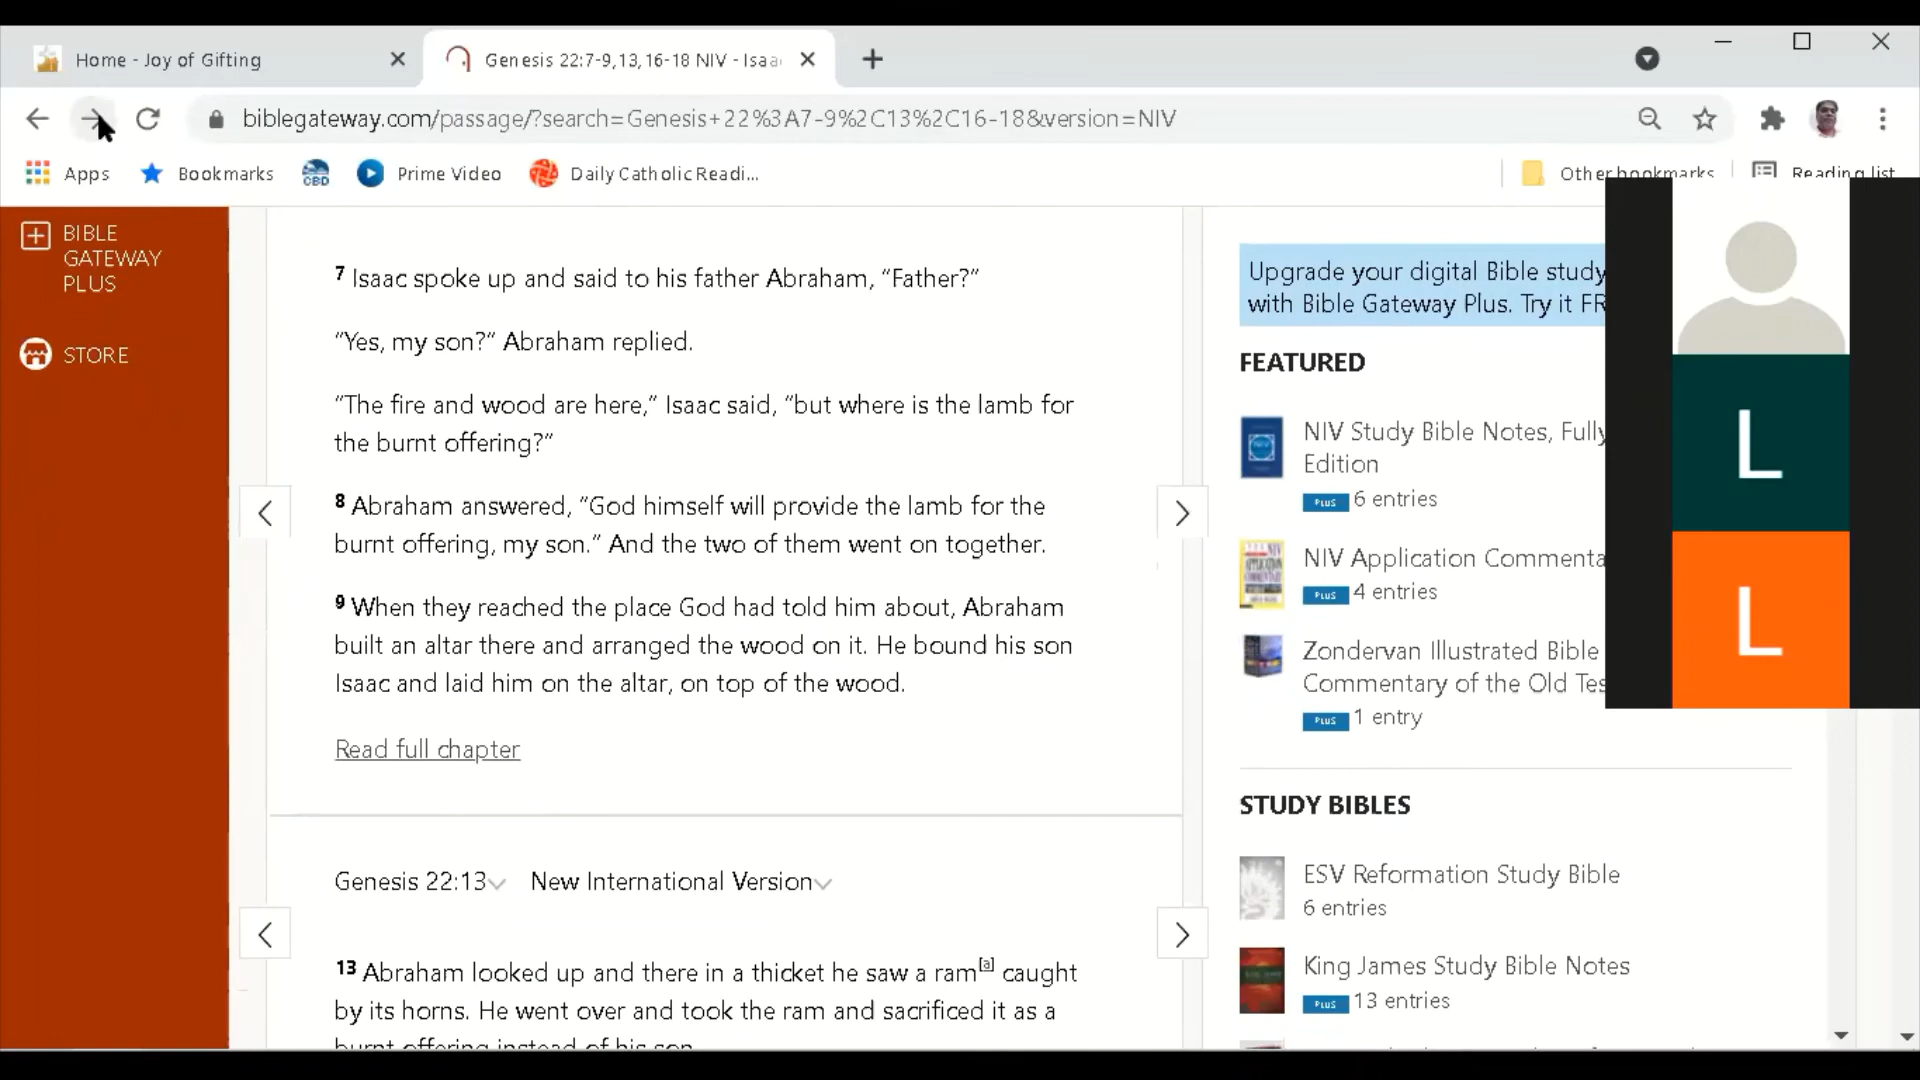 Home - Joy of Gifting
Genesis 22:7-9,13,16-18 NIV - Isaa
biblegateway.com/passage/?search=Genesis+22%3A7-9%2C13%2C16-18&version=NIV
Apps
Bookmarks
CBD
Prime Video
Daily Catholic Readi...
Other bookmarks
Reading list
BIBLE
GATEWAY
PLUS
STORE
7 Isaac spoke up and said to his father Abraham, “Father?”
“Yes, my son?” Abraham replied.
“The fire and wood are here,” Isaac said, “but where is the lamb for
the burnt offering?”
8 Abraham answered, “God himself will provide the lamb for the
burnt offering, my son.” And the two of them went on together.
9 When they reached the place God had told him about, Abraham
built an altar there and arranged the wood on it. He bound his son
Isaac and laid him on the altar, on top of the wood.
Read full chapter
Genesis 22:13 New International Version
13 Abraham looked up and there in a thicket he saw a ram[a] caught
by its horns. He went over and took the ram and sacrificed it as a
burnt offering instead of his son
Upgrade your digital Bible study
with Bible Gateway Plus. Try it FR
FEATURED
NIV Study Bible Notes, Fully
Edition
PLUS 6 entries
NIV Application Commenta
PLUS 4 entries
Zondervan Illustrated Bible
Commentary of the Old Tes
PLUS 1 entry
STUDY BIBLES
ESV Reformation Study Bible
6 entries
King James Study Bible Notes
PLUS 13 entries
L
L